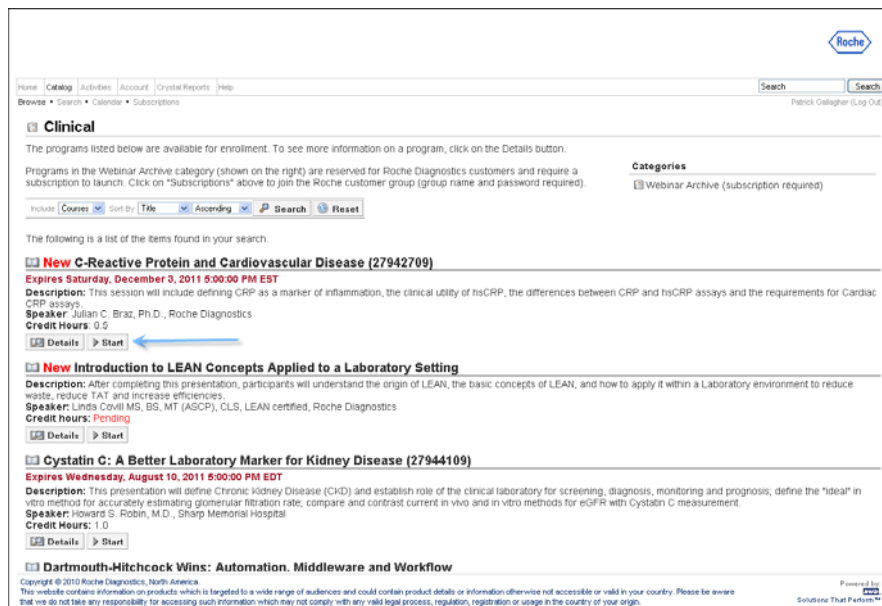 Roche
Home Catalog Activities Account Crystal Reports Help
Search Search
Browse • Search • Calendar • Subscriptions
Patrick Gallagher (Log Out)
Clinical
The programs listed below are available for enrollment. To see more information on a program, click on the Details button.
Programs in the Webinar Archive category (shown on the right) are reserved for Roche Diagnostics customers and require a
subscription to launch. Click on "Subscriptions" above to join the Roche customer group (group name and password required).
Categories
Webinar Archive (subscription required)
Include Courses Sort By Title Ascending Search Reset
The following is a list of the items found in your search.
New C-Reactive Protein and Cardiovascular Disease (27942709)
Expires Saturday, December 3, 2011 5:00:00 PM EST
Description: This session will include defining CRP as a marker of inflammation, the clinical utility of hsCRP, the differences between CRP and hsCRP assays and the requirements for Cardiac
CRP assays.
Speaker: Julian C. Braz, Ph.D., Roche Diagnostics
Credit Hours: 0.5
Details Start
New Introduction to LEAN Concepts Applied to a Laboratory Setting
Description: After completing this presentation, participants will understand the origin of LEAN, the basic concepts of LEAN, and how to apply it within a Laboratory environment to reduce
waste, reduce TAT and increase efficiencies.
Speaker: Linda Covill MS, BS, MT (ASCP), CLS, LEAN certified, Roche Diagnostics
Credit hours: Pending
Details Start
Cystatin C: A Better Laboratory Marker for Kidney Disease (27944109)
Expires Wednesday, August 10, 2011 5:00:00 PM EDT
Description: This presentation will define Chronic Kidney Disease (CKD) and establish role of the clinical laboratory for screening, diagnosis, monitoring and prognosis; define the "ideal" in
vitro method for accurately estimating glomerular filtration rate; compare and contrast current in vivo and in vitro methods for eGFR with Cystatin C measurement.
Speaker: Howard S. Robin, M.D., Sharp Memorial Hospital
Credit Hours: 1.0
Details Start
Dartmouth-Hitchcock Wins: Automation, Middleware and Workflow
Copyright © 2010 Roche Diagnostics, North America.
This website contains information on products which is targeted to a wide range of audiences and could contain product details or information otherwise not accessible or valid in your country. Please be aware
that we do not take any responsibility for accessing such information which may not comply with any valid legal process, regulation, registration or usage in the country of your origin.
Powered by:
Solutions That Perform™